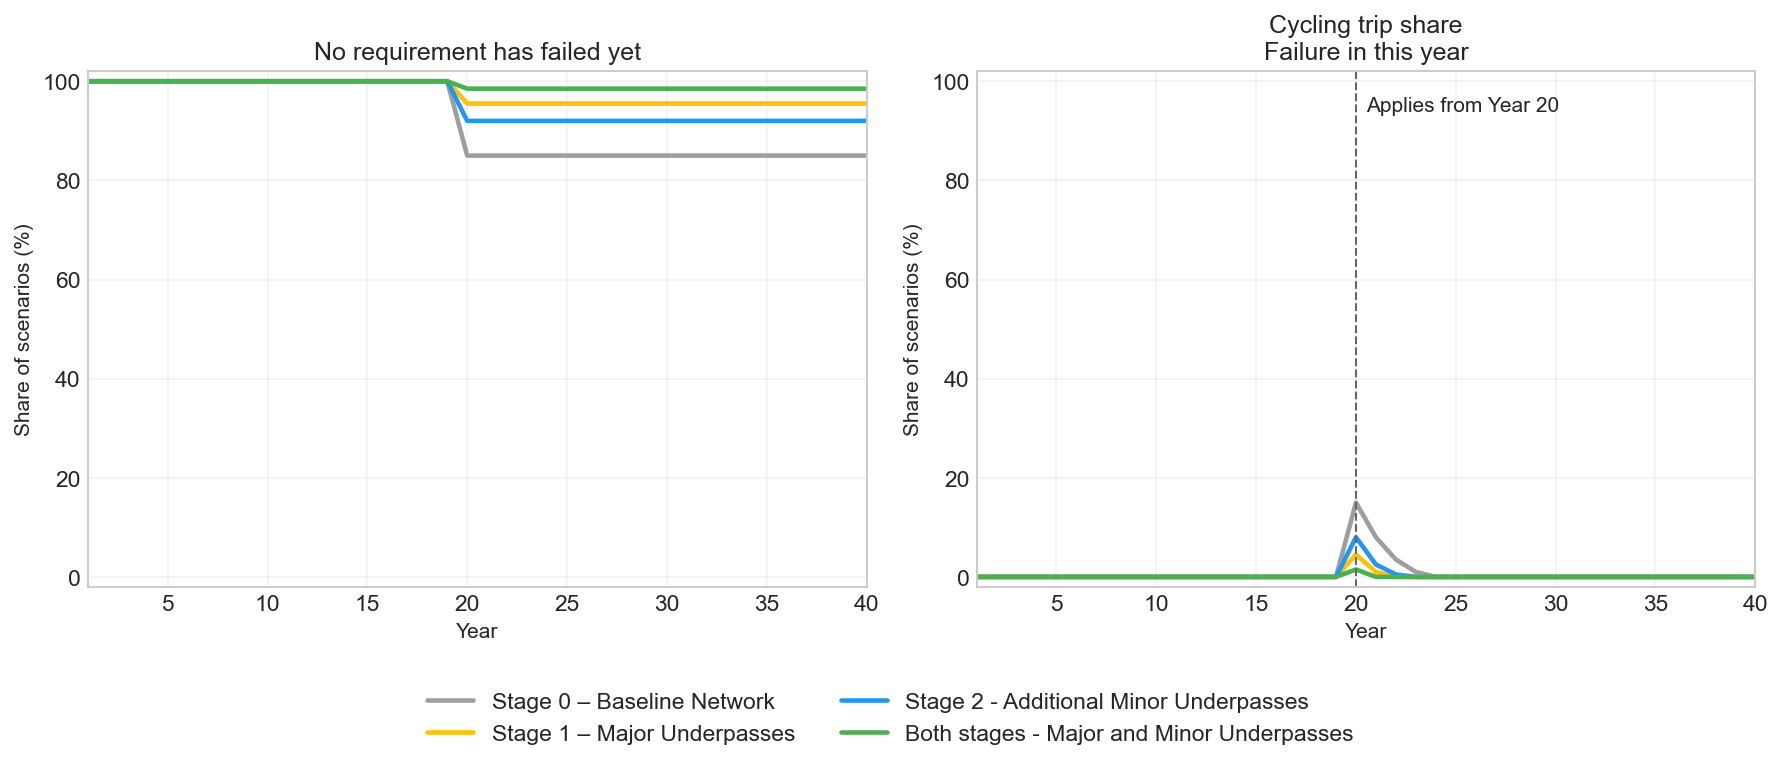 No requirement has failed yet
Share of scenarios (%)
100
80
60
40
20
0
5 10 15 20 25 30 35 40
Year
Cycling trip share
Failure in this year
Applies from Year 20
Share of scenarios (%)
100
80
60
40
20
0
5 10 15 20 25 30 35 40
Year
Stage 0 – Baseline Network
Stage 1 – Major Underpasses
Stage 2 - Additional Minor Underpasses
Both stages - Major and Minor Underpasses